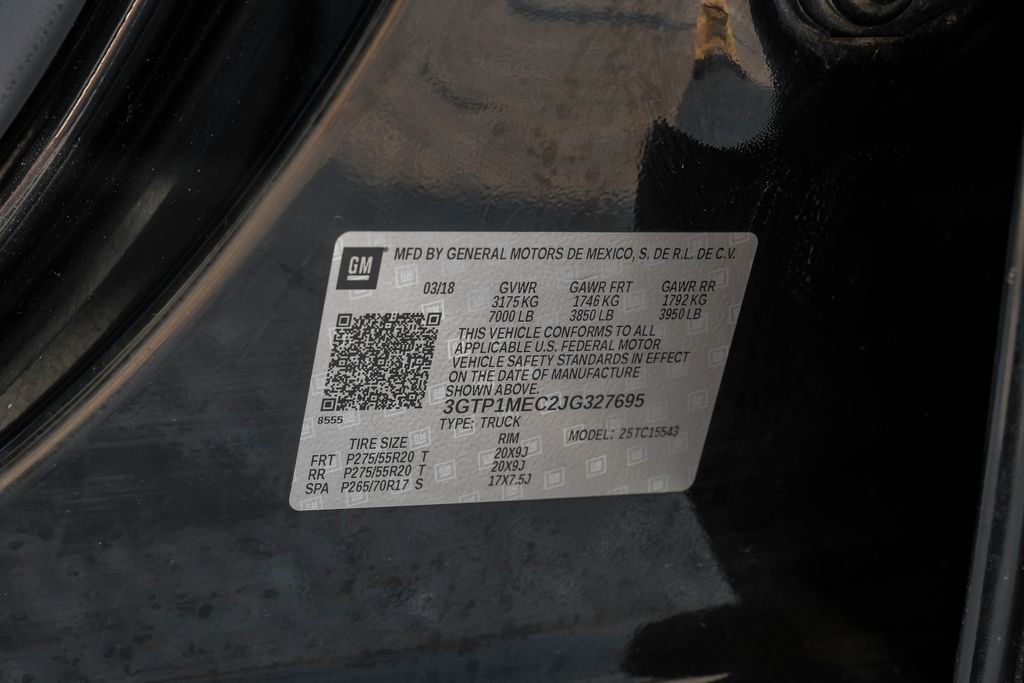 GM
MFD BY GENERAL MOTORS DE MEXICO, S. DE R.L. DE C.V.
03/18 GVWR GAWR FRT GAWR RR
3175 KG 1746 KG 1792 KG
7000 LB 3850 LB 3950 LB
THIS VEHICLE CONFORMS TO ALL
APPLICABLE U.S. FEDERAL MOTOR
VEHICLE SAFETY STANDARDS IN EFFECT
ON THE DATE OF MANUFACTURE
SHOWN ABOVE.
3GTP1MEC2JG327695
8555
TYPE: TRUCK
MODEL: 25TC15543
TIRE SIZE RIM
FRT P275/55R20 T 20X9J
RR P275/55R20 T 20X9J
SPA P265/70R17 S 17X7.5J